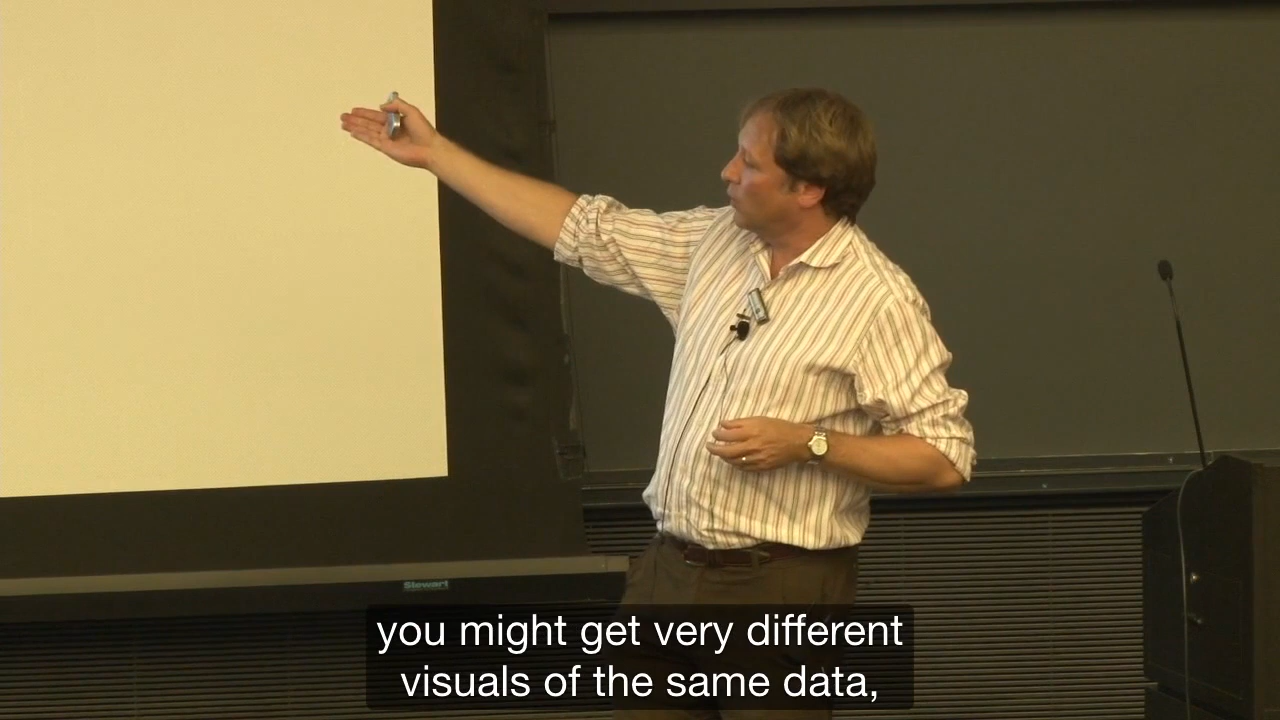 Stewart
you might get very different
visuals of the same data,